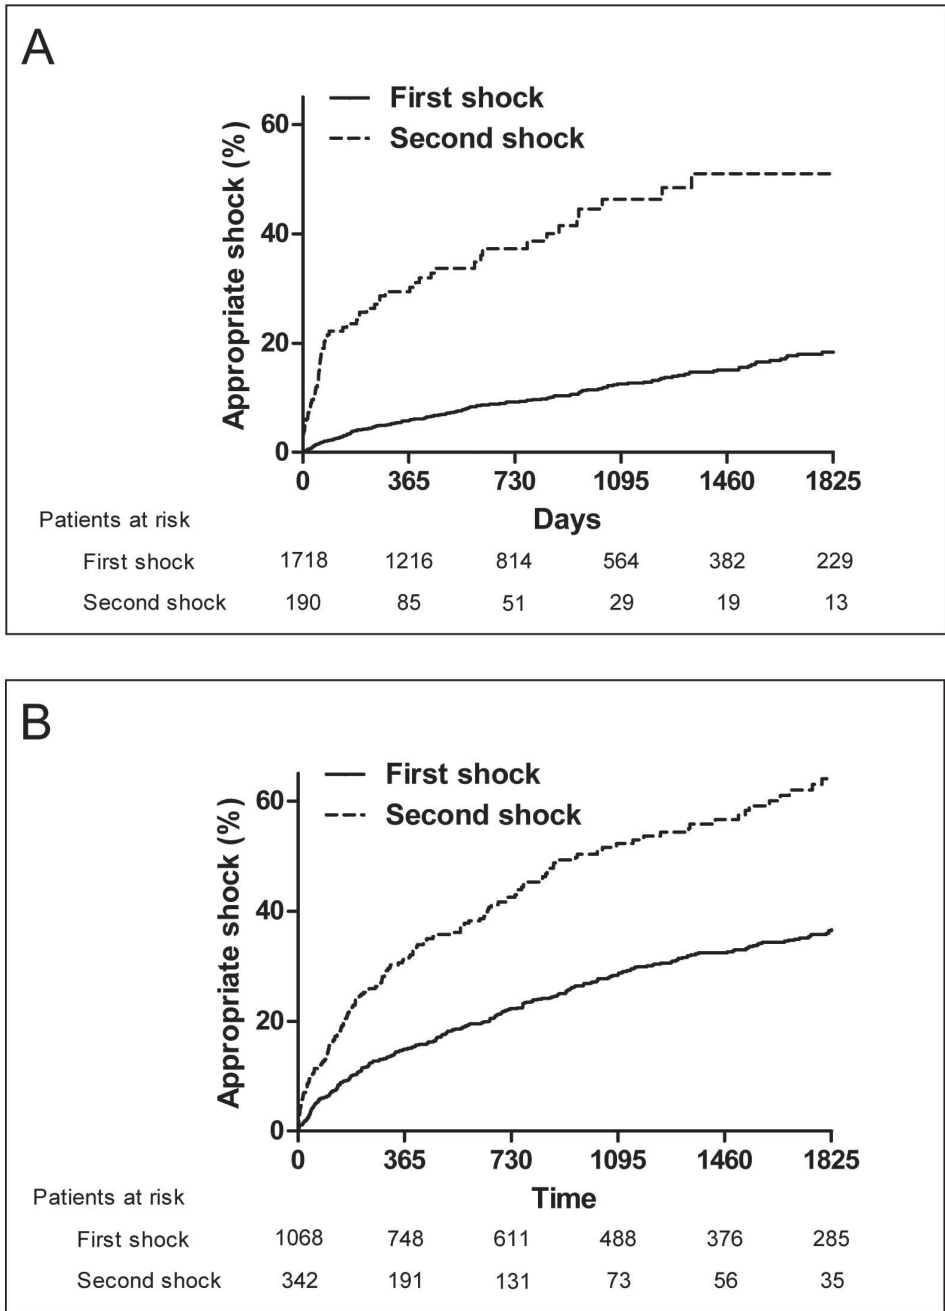 A
First shock
Second shock
Appropriate shock (%)
60
40
20
0
0 365 730 1095 1460 1825
Patients at risk
Days
First shock 1718 1216 814 564 382 229
Second shock 190 85 51 29 19 13
B
First shock
Second shock
Appropriate shock (%)
60
40
20
0
0 365 730 1095 1460 1825
Patients at risk
Time
First shock 1068 748 611 488 376 285
Second shock 342 191 131 73 56 35